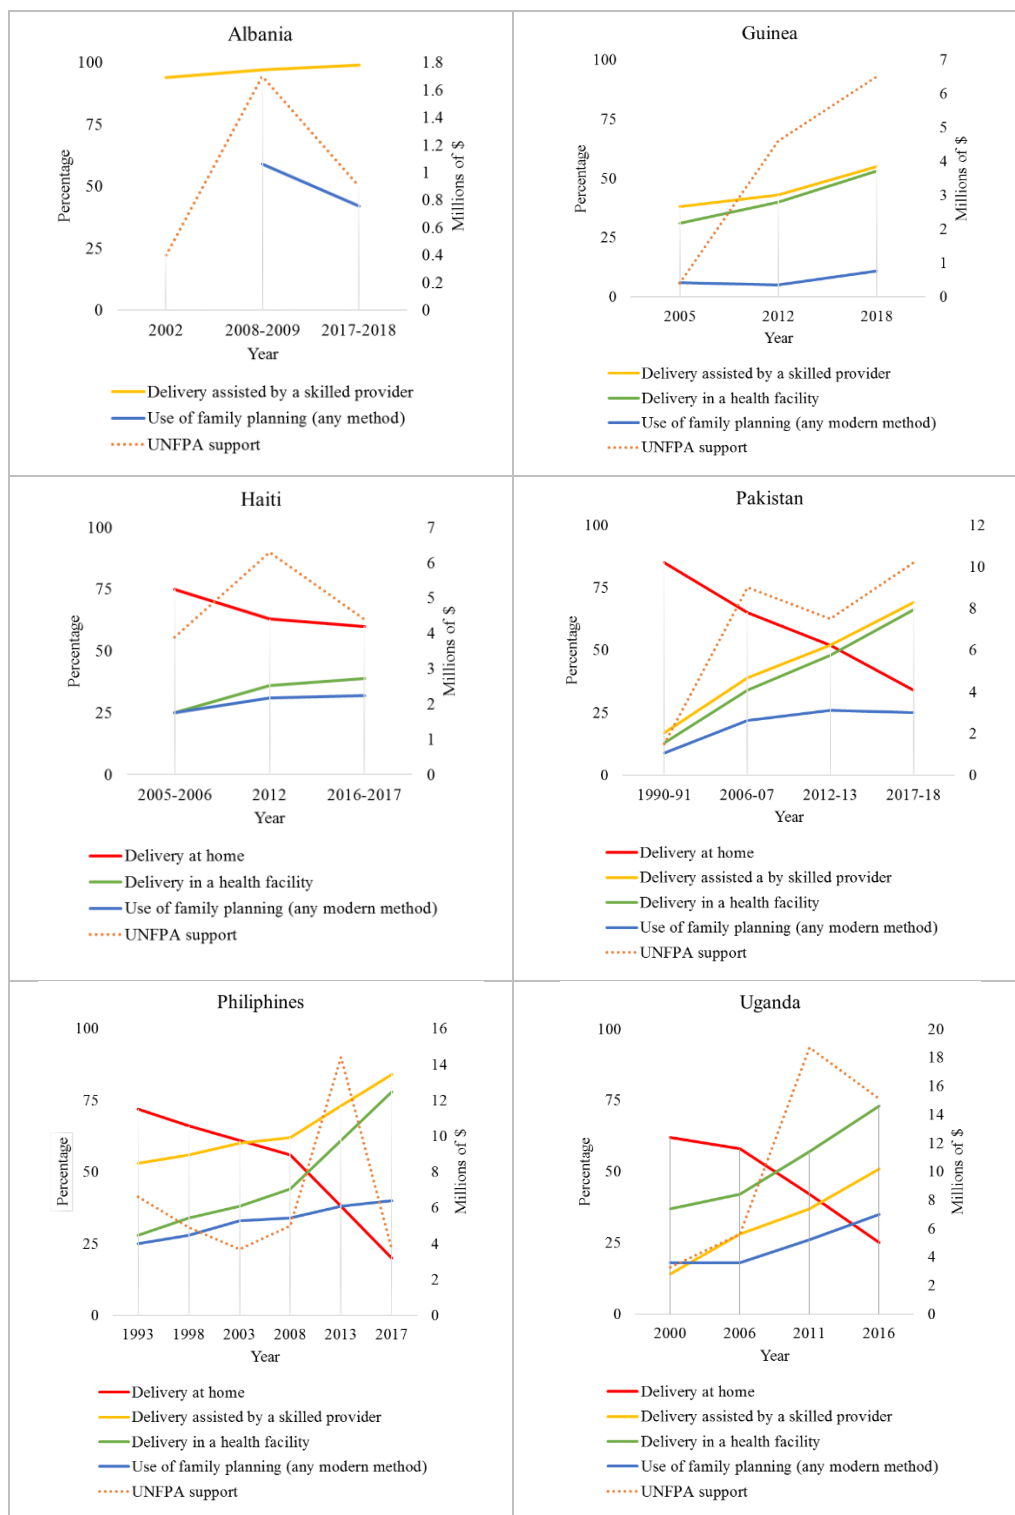 Albania
100
75
50
25
0
Percentage
1.8
1.6
1.4
1.2
1
0.8
0.6
0.4
0.2
0
Millions of $
2002
2008-2009
2017-2018
Year
Delivery assisted by a skilled provider
Use of family planning (any method)
UNFPA support
Guinea
100
75
50
25
0
Percentage
7
6
5
4
3
2
1
0
Millions of $
2005
2012
2018
Year
Delivery assisted by a skilled provider
Delivery in a health facility
Use of family planning (any modern method)
UNFPA support
Haiti
100
75
50
25
0
Percentage
7
6
5
4
3
2
1
0
Millions of $
2005-2006
2012
2016-2017
Year
Delivery at home
Delivery in a health facility
Use of family planning (any modern method)
UNFPA support
Pakistan
100
75
50
25
0
Percentage
12
10
8
6
4
2
0
1990-91
2006-07
2012-13
2017-18
Year
Delivery at home
Delivery assisted a by skilled provider
Delivery in a health facility
Use of family planning (any modern method)
UNFPA support
Philiphines
100
75
50
25
0
Percentage
16
14
12
10
8
6
4
2
0
Millions of $
1993
1998
2003
2008
2013
2017
Year
Delivery at home
Delivery assisted by a skilled provider
Delivery in a health facility
Use of family planning (any modern method)
UNFPA support
Uganda
100
75
50
25
0
Percentage
20
18
16
14
12
10
8
6
4
2
0
Millions of $
2000
2006
2011
2016
Year
Delivery at home
Delivery assisted by a skilled provider
Delivery in a health facility
Use of family planning (any modern method)
UNFPA support